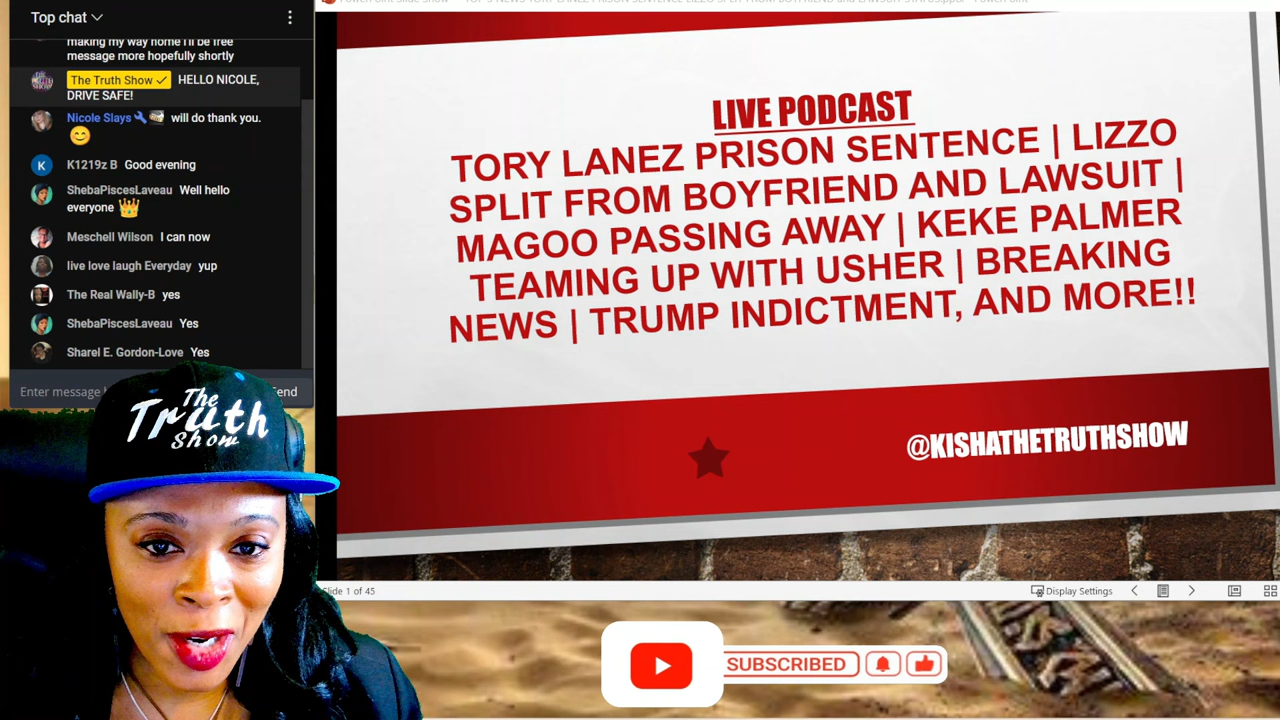 Top chat
making my way home I'll be free
message more hopefully shortly
The Truth Show HELLO NICOLE,
DRIVE SAFE!
Nicole Slays will do thank you.
K
K1219z B Good evening
ShebaPiscesLaveau Well hello
everyone
Meschell Wilson I can now
live love laugh Everyday yup
The Real Wally-B yes
ShebaPiscesLaveau Yes
Sharel E. Gordon-Love Yes
Enter message
The
Truth
Show
LIVE PODCAST
TORY LANEZ PRISON SENTENCE | LIZZO
SPLIT FROM BOYFRIEND AND LAWSUIT |
MAGOO PASSING AWAY | KEKE PALMER
TEAMING UP WITH USHER | BREAKING
NEWS | TRUMP INDICTMENT, AND MORE!!
@KISHATHETRUTHSHOW
Slide 1 of 45
Display Settings
SUBSCRIBED